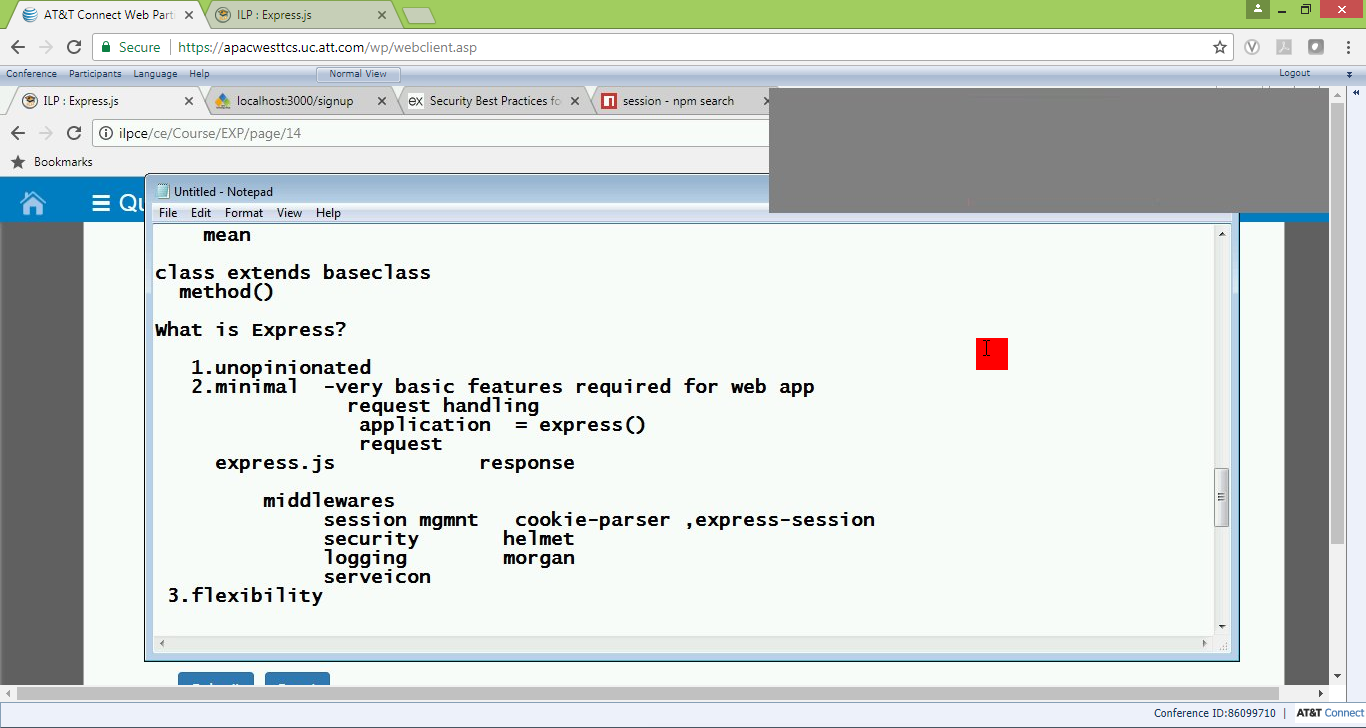 AT&T Connect Web Part
ILP : Express.js
Secure
https://apacwesttcs.uc.att.com/wp/webclient.asp
Conference Participants Language Help
Normal View
Logout
ILP : Express.js
localhost:3000/signup
ex Security Best Practices fo
session - npm search
ilpce/ce/Course/EXP/page/14
Bookmarks
Untitled - Notepad
File Edit Format View Help
mean
class extends baseclass
method()
What is Express?
1.unopinionated
2.minimal -very basic features required for web app
request handling
application = express()
request
express.js response
middlewares
session mgmnt cookie-parser ,express-session
security helmet
logging morgan
serveicon
3.flexibility
Conference ID:86099710 | AT&T Connect